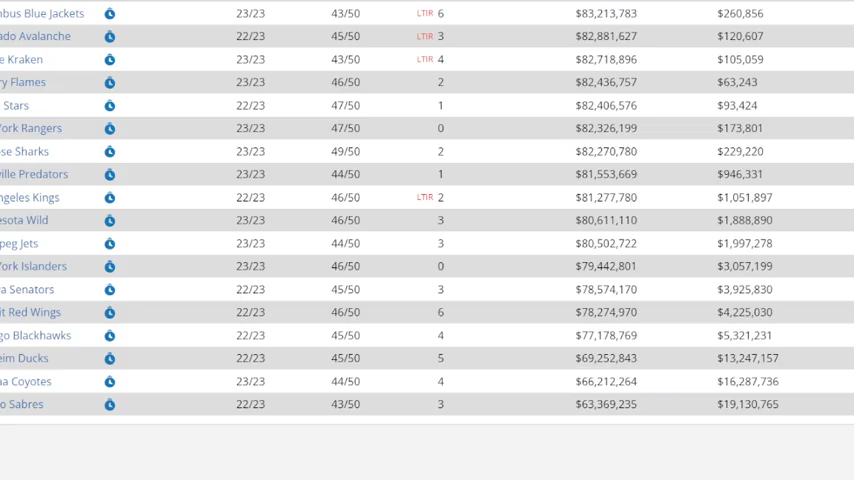 mbus Blue Jackets 23/23 43/50 LTIR 6 $83,213,783 $260,856
ado Avalanche 22/23 45/50 LTIR 3 $82,881,627 $120,607
e Kraken 23/23 43/50 LTIR 4 $82,718,896 $105,059
ry Flames 23/23 46/50 2 $82,436,757 $63,243
Stars 22/23 47/50 1 $82,406,576 $93,424
ork Rangers 23/23 47/50 0 $82,326,199 $173,801
se Sharks 23/23 49/50 2 $82,270,780 $229,220
ville Predators 23/23 44/50 1 $81,553,669 $946,331
ngeles Kings 22/23 46/50 LTIR 2 $81,277,780 $1,051,897
esota Wild 23/23 46/50 3 $80,611,110 $1,888,890
peg Jets 23/23 44/50 3 $80,502,722 $1,997,278
ork Islanders 23/23 46/50 0 $79,442,801 $3,057,199
a Senators 22/23 45/50 3 $78,574,170 $3,925,830
it Red Wings 22/23 46/50 6 $78,274,970 $4,225,030
go Blackhawks 22/23 45/50 4 $77,178,769 $5,321,231
eim Ducks 22/23 45/50 5 $69,252,843 $13,247,157
na Coyotes 23/23 44/50 4 $66,212,264 $16,287,736
o Sabres 22/23 43/50 3 $63,369,235 $19,130,765